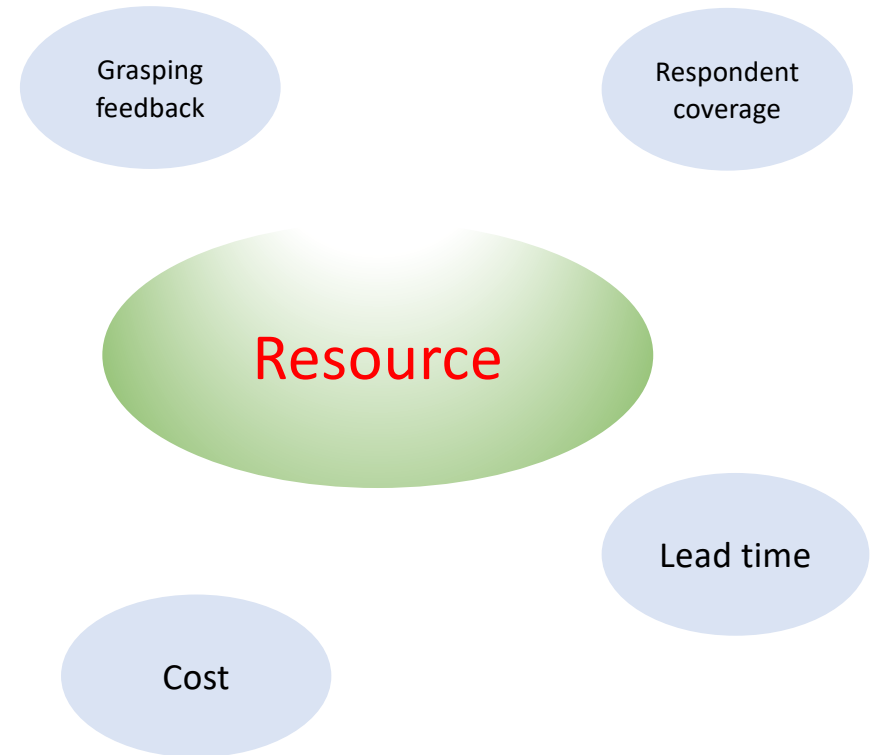 Grasping
feedback
Respondent
coverage
Resource
Lead time
Cost